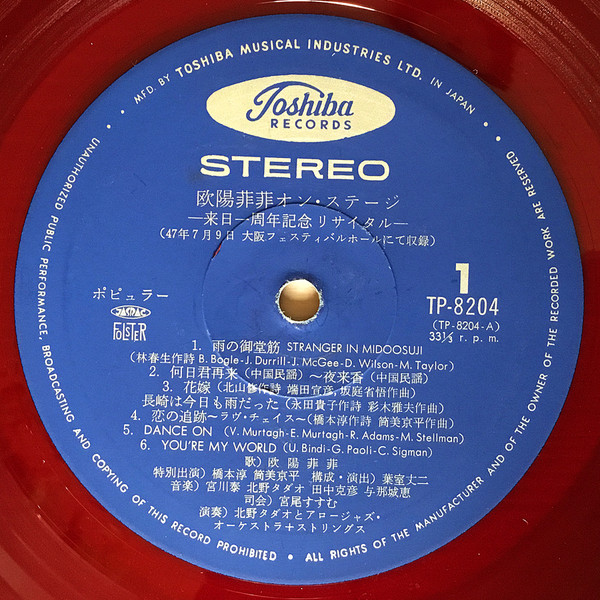 MFD. BY TOSHIBA MUSICAL INDUSTRIES LTD. IN JAPAN
Toshiba
RECORDS
STEREO
欧陽菲菲オン・ステージ
—来日一周年記念リサイタル—
(47年7月9日 大阪フェスティバルホールにて収録)
1
ポピュラー
TP-8204
JASRAC
(TP-8204-A)
FOLSTER
33⅓ r. p. m.
1. 雨の御堂筋 STRANGER IN MIDOOSUJI
(林春生作詩 B. Bogle-J. Durrill-J. McGee-D. Wilson-M. Taylor)
2. 何日君再来 (中国民謡) 〜夜来香 (中国民謡)
3. 花嫁 (北山修作詩 端田宣彦, 坂庭省悟作曲)
長崎は今日も雨だった (永田貴子作詩 彩木雅夫作曲)
4. 恋の追跡〜ラヴ・チェイス〜 (橋本淳作詩 筒美京平作曲)
5. DANCE ON (V. Murtagh-E. Murtagh-R. Adams-M. Stellman)
6. YOU'RE MY WORLD (U. Bindi-G. Paoli-C. Sigman)
歌) 欧陽菲菲
特別出演) 橋本淳 筒美京平 構成・演出) 葉室丈二
音楽) 宮川泰 北野タダオ 田中克彦 与那城恵
司会) 宮尾すすむ
演奏) 北野タダオとアロージャズ・
オーケストラ+ストリングス
UNAUTHORIZED PUBLIC PERFORMANCE, BROADCASTING AND COPYING OF THIS RECORD PROHIBITED • ALL RIGHTS OF THE MANUFACTURER AND OF THE OWNER OF THE RECORDED WORK ARE RESERVED